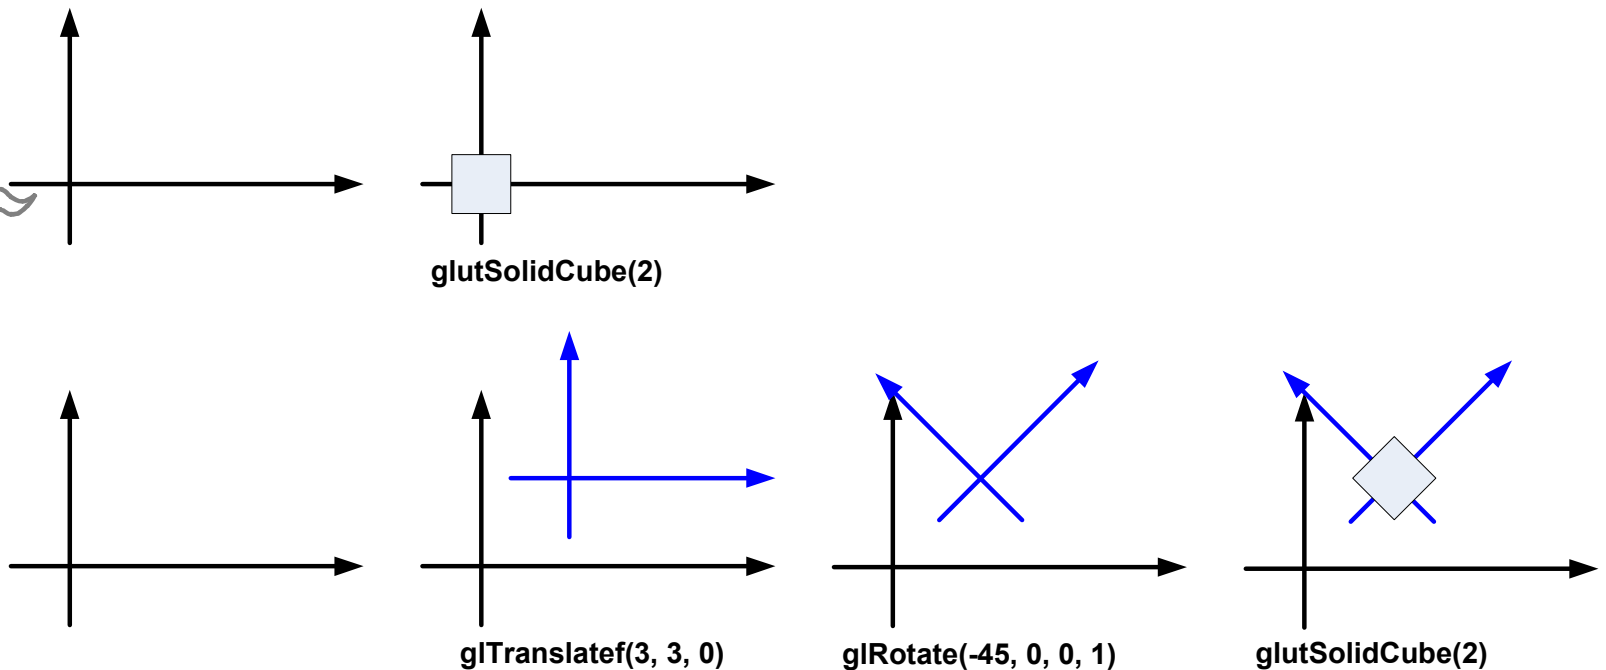 glutSolidCube(2)
glTranslatef(3, 3, 0)
glRotate(-45, 0, 0, 1)
glutSolidCube(2)